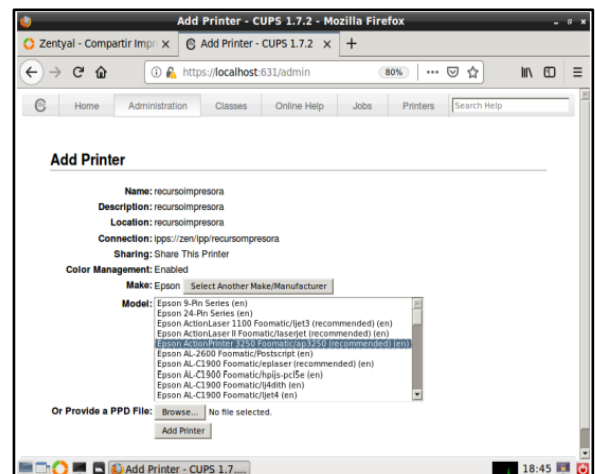 Add Printer - CUPS 1.7.2 - Mozilla Firefox
Zentyal - Compartir Impr Add Printer - CUPS 1.7.2
https://localhost:631/admin 80%
Home Administration Classes Online Help Jobs Printers Search Help
Add Printer
Name: recursoimpresora
Description: recursoimpresora
Location: recursoimpresora
Connection: ipps://zen/ipp/recursompresora
Sharing: Share This Printer
Color Management: Enabled
Make: Epson Select Another Make/Manufacturer
Model: Epson 9-Pin Series (en)
Epson 24-Pin Series (en)
Epson ActionLaser 1100 Foomatic/ljet3 (recommended) (en)
Epson ActionLaser II Foomatic/laserjet (recommended) (en)
Epson ActionPrinter 3250 Foomatic/ap3250 (recommended) (en)
Epson AL-2600 Foomatic/Postscript (en)
Epson AL-C1900 Foomatic/eplaser (recommended) (en)
Epson AL-C1900 Foomatic/hpijs-pcl5e (en)
Epson AL-C1900 Foomatic/lj4dith (en)
Epson AL-C1900 Foomatic/ljet4 (en)
Or Provide a PPD File: Browse... No file selected.
Add Printer
Add Printer - CUPS 1.7.... 18:45